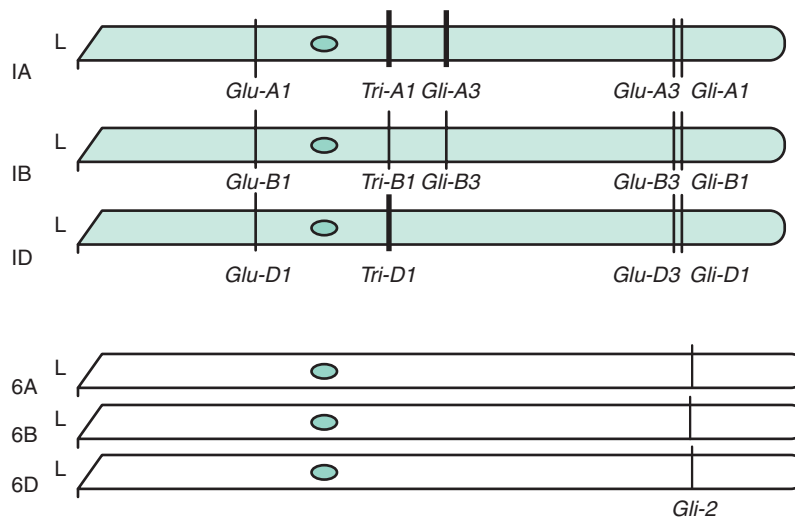 L
IA
Glu-A1 Tri-A1 Gli-A3 Glu-A3 Gli-A1
L
IB
Glu-B1 Tri-B1 Gli-B3 Glu-B3 Gli-B1
L
ID
Glu-D1 Tri-D1 Glu-D3 Gli-D1
L
6A
L
6B
L
6D
Gli-2